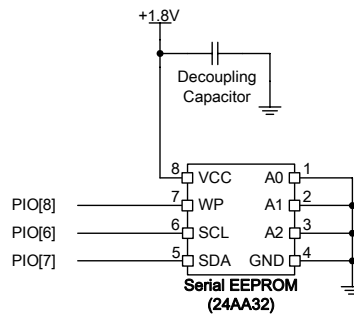 +1.8V
Decoupling
Capacitor
8 VCC A0 1
PIO[8] 7 WP A1 2
PIO[6] 6 SCL A2 3
PIO[7] 5 SDA GND 4
Serial EEPROM
(24AA32)